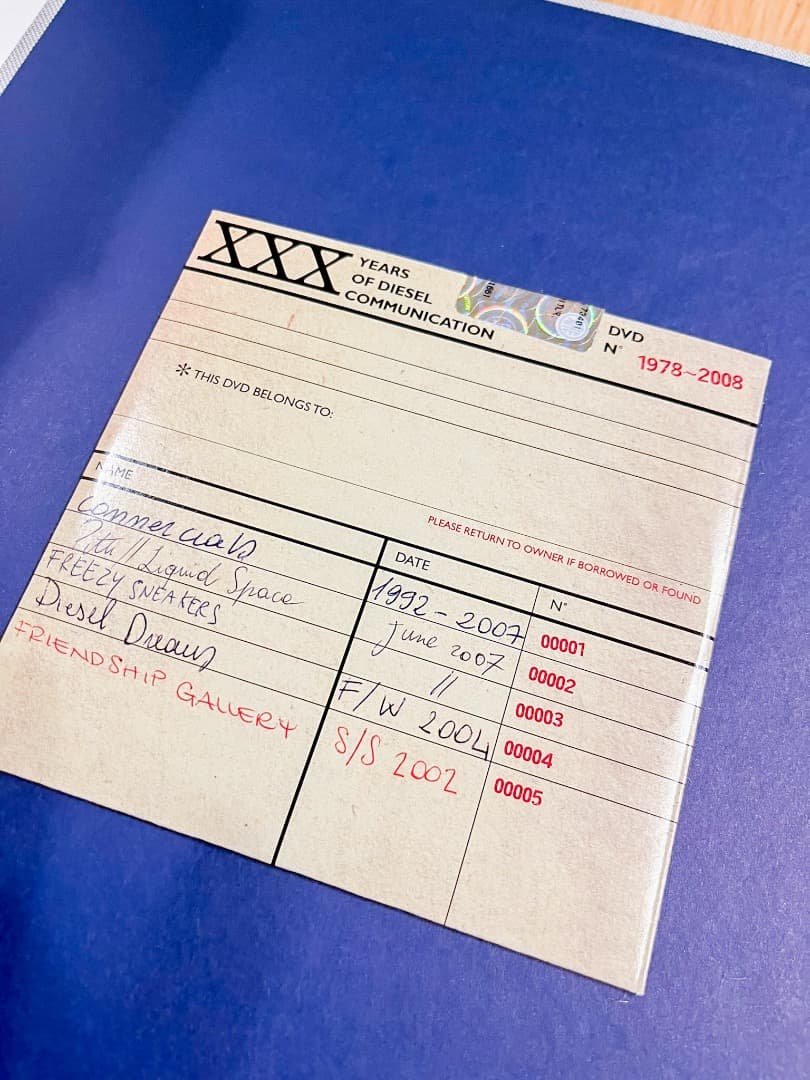 XXX YEARS
OF DIESEL
COMMUNICATION
DVD
N° 1978~2008
* THIS DVD BELONGS TO:
PLEASE RETURN TO OWNER IF BORROWED OR FOUND
NAME DATE N°
Commercials 1992 - 2007 00001
// Liquid Space June 2007 00002
FREEZY SNEAKERS // 00003
Diesel Dreams F/W 2004 00004
FRIENDSHIP GALLERY S/S 2002 00005